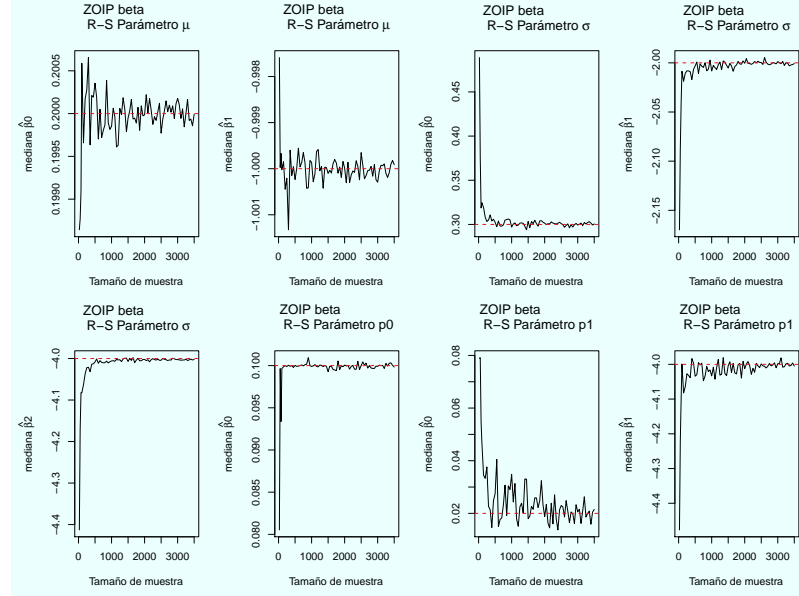 ZOIP beta
R−S Parámetro μ
mediana β̂0
0.1990 0.1995 0.2000 0.2005
0 1000 2000 3000
Tamaño de muestra
ZOIP beta
R−S Parámetro μ
mediana β̂1
−1.001 −1.000 −0.999 −0.998
0 1000 2000 3000
Tamaño de muestra
ZOIP beta
R−S Parámetro σ
mediana β̂0
0.30 0.35 0.40 0.45
0 1000 2000 3000
Tamaño de muestra
ZOIP beta
R−S Parámetro σ
mediana β̂1
−2.15 −2.10 −2.05 −2.00
0 1000 2000 3000
Tamaño de muestra
ZOIP beta
R−S Parámetro σ
mediana β̂2
−4.4 −4.3 −4.2 −4.1 −4.0
0 1000 2000 3000
Tamaño de muestra
ZOIP beta
R−S Parámetro p0
mediana β̂0
0.080 0.085 0.090 0.095 0.100
0 1000 2000 3000
Tamaño de muestra
ZOIP beta
R−S Parámetro p1
mediana β̂0
0.02 0.04 0.06 0.08
0 1000 2000 3000
Tamaño de muestra
ZOIP beta
R−S Parámetro p1
mediana β̂1
−4.4 −4.3 −4.2 −4.1 −4.0
0 1000 2000 3000
Tamaño de muestra